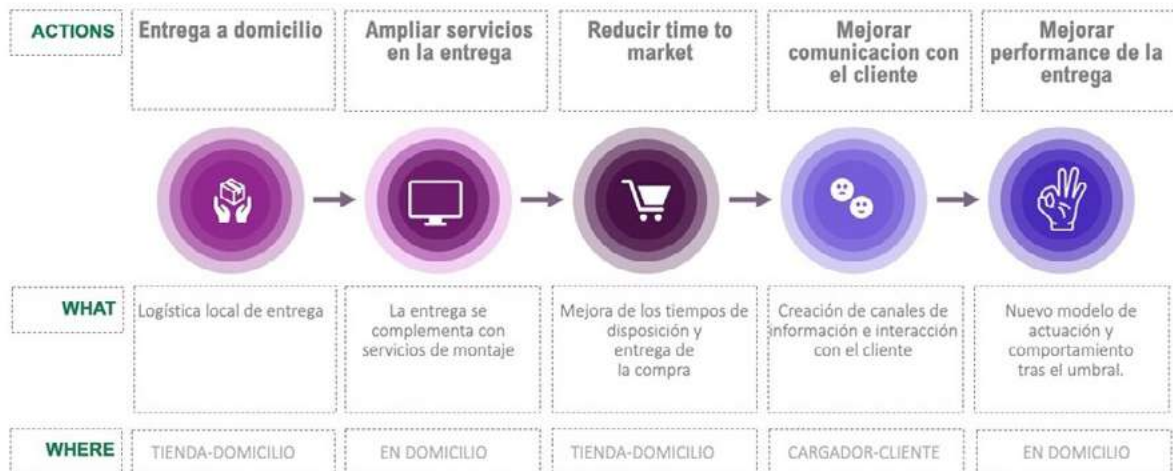 ACTIONS
Entrega a domicilio
Ampliar servicios
en la entrega
Reducir time to
market
Mejorar
comunicacion con
el cliente
Mejorar
performance de la
entrega
WHAT
Logística local de entrega
La entrega se
complementa con
servicios de montaje
Mejora de los tiempos de
disposición y
entrega de
la compra
Creación de canales de
información e interacción
con el cliente
Nuevo modelo de
actuación y
comportamiento
tras el umbral.
WHERE
TIENDA-DOMICILIO
EN DOMICILIO
TIENDA-DOMICILIO
CARGADOR-CLIENTE
EN DOMICILIO